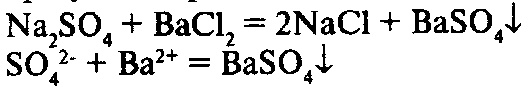 Na₂SO₄ + BaCl₂ = 2NaCl + BaSO₄↓
SO₄²⁻ + Ba²⁺ = BaSO₄↓